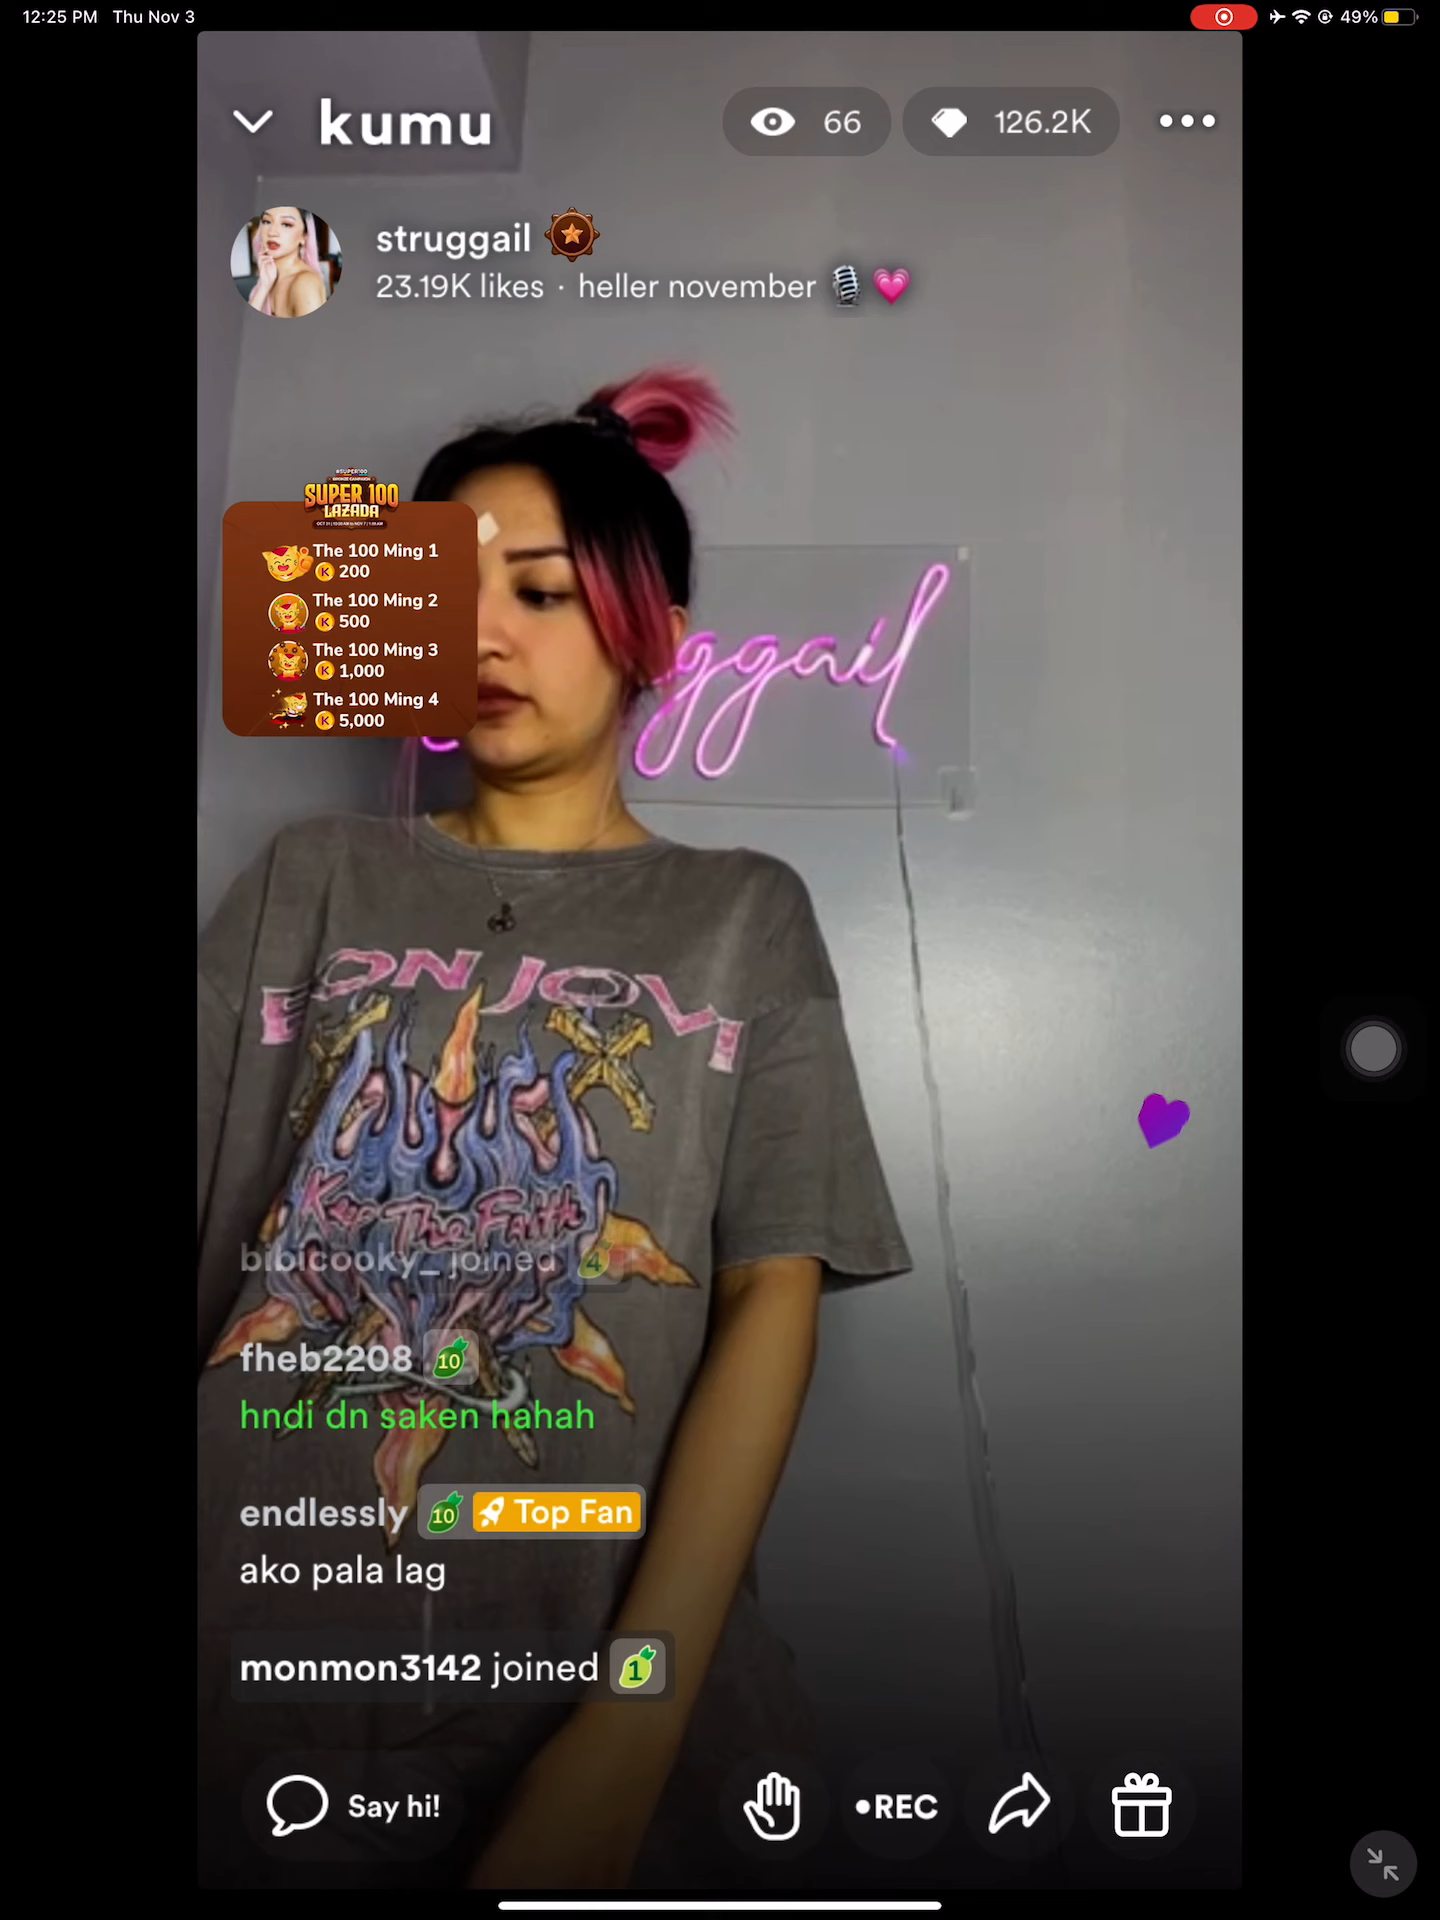 12:25 PM Thu Nov 3
49%
kumu
66
126.2K
struggail
23.19K likes · heller november
#SUPER100
BRONZE CAMPAIGN
SUPER 100
LAZADA
The 100 Ming 1
K 200
The 100 Ming 2
K 500
The 100 Ming 3
K 1,000
The 100 Ming 4
K 5,000
ggail
BON JOVI
Keep The Faith
bibicooky_ joined 4
fheb2208 10
hndi dn saken hahah
endlessly 10 Top Fan
ako pala lag
monmon3142 joined 1
Say hi!
•REC